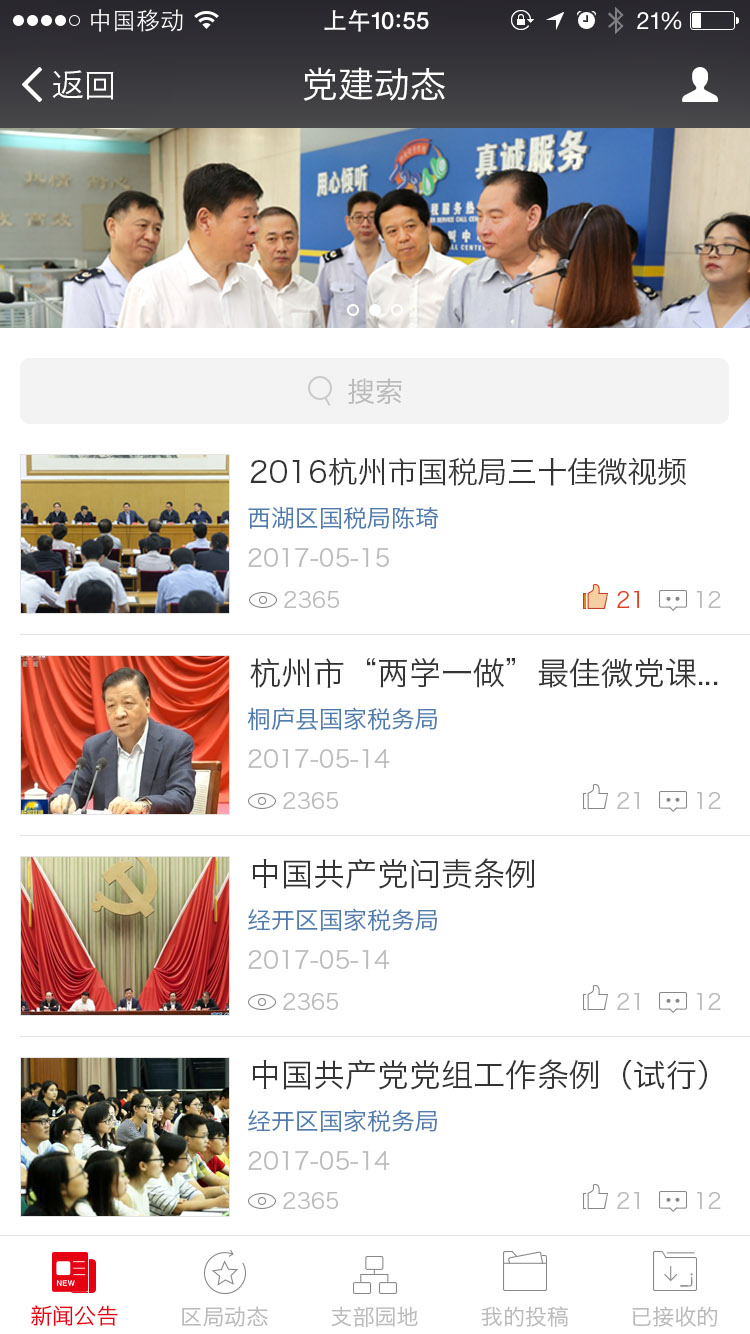 中国移动 上午10:55 21%
返回 党建动态
用心倾听 真诚服务
SERVICE CALL CENTER
搜索
2016杭州市国税局三十佳微视频
西湖区国税局陈琦
2017-05-15
2365 21 12
杭州市“两学一做”最佳微党课...
桐庐县国家税务局
2017-05-14
2365 21 12
中国共产党问责条例
经开区国家税务局
2017-05-14
2365 21 12
中国共产党党组工作条例（试行）
经开区国家税务局
2017-05-14
2365 21 12
NEW
新闻公告 区局动态 支部园地 我的投稿 已接收的